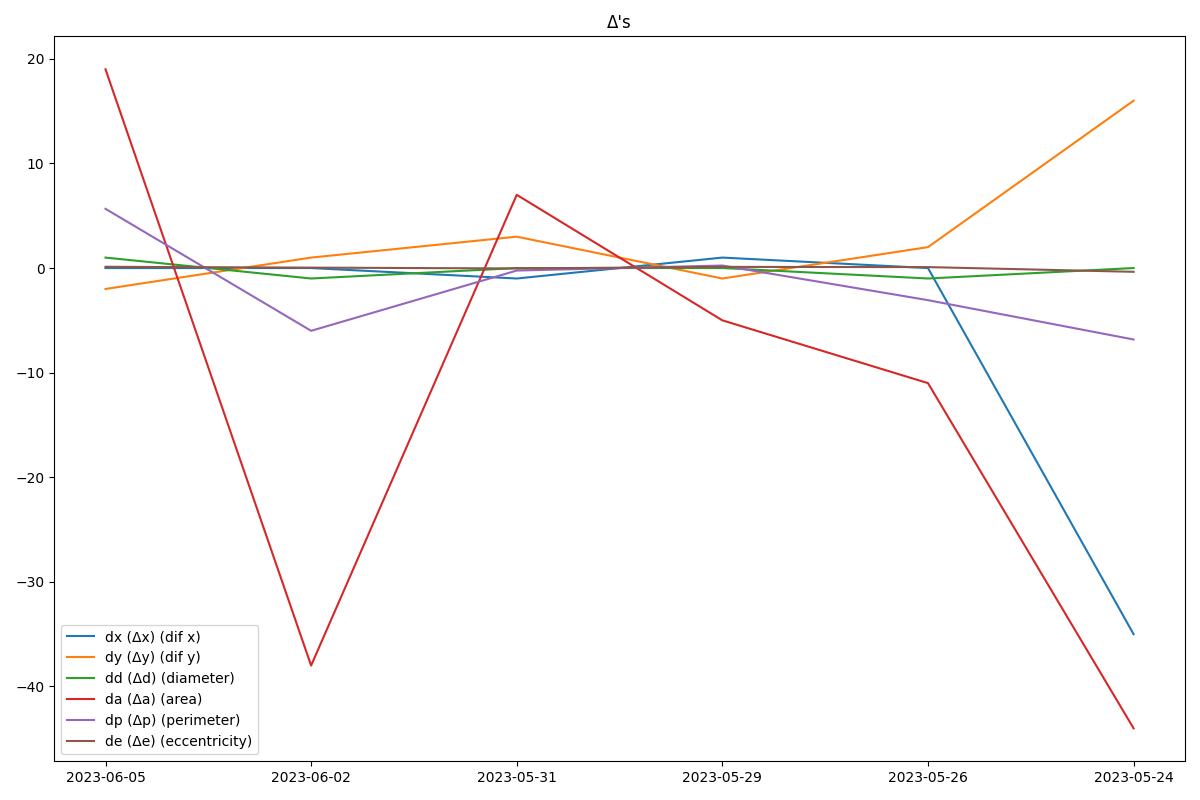 Δ's
20
10
0
−10
−20
−30
−40
dx (Δx) (dif x)
dy (Δy) (dif y)
dd (Δd) (diameter)
da (Δa) (area)
dp (Δp) (perimeter)
de (Δe) (eccentricity)
2023-06-05 2023-06-02 2023-05-31 2023-05-29 2023-05-26 2023-05-24